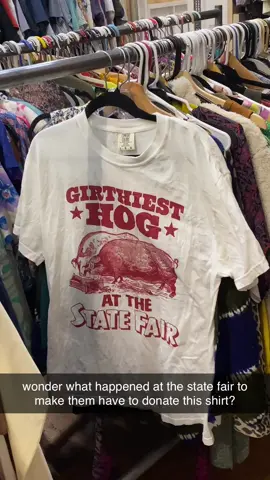 GIRTHIEST
★ HOG ★
AT THE
STATE FAIR
wonder what happened at the state fair to
make them have to donate this shirt?